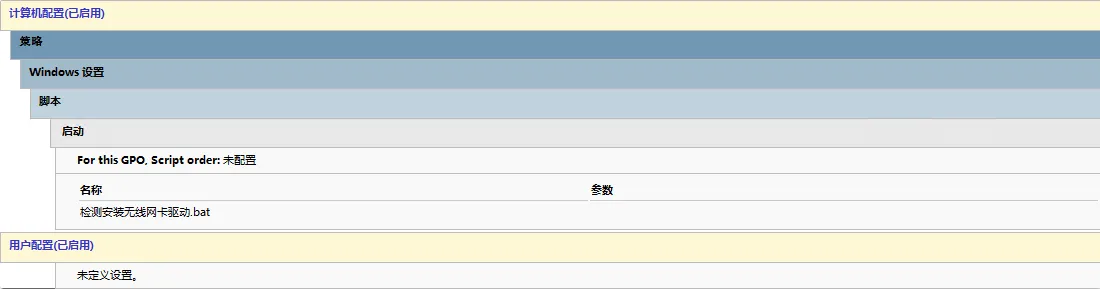 计算机配置(已启用)
策略
Windows 设置
脚本
启动
For this GPO, Script order: 未配置
名称 参数
检测安装无线网卡驱动.bat
用户配置(已启用)
未定义设置。